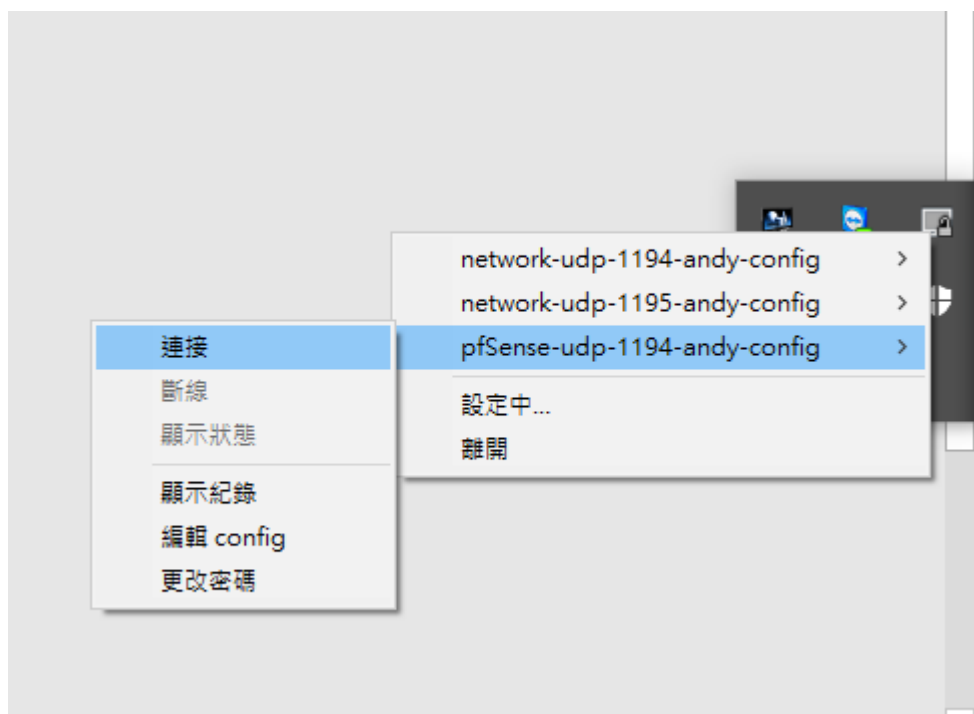 network-udp-1194-andy-config
network-udp-1195-andy-config
pfSense-udp-1194-andy-config
設定中...
離開
連接
斷線
顯示狀態
顯示紀錄
編輯 config
更改密碼